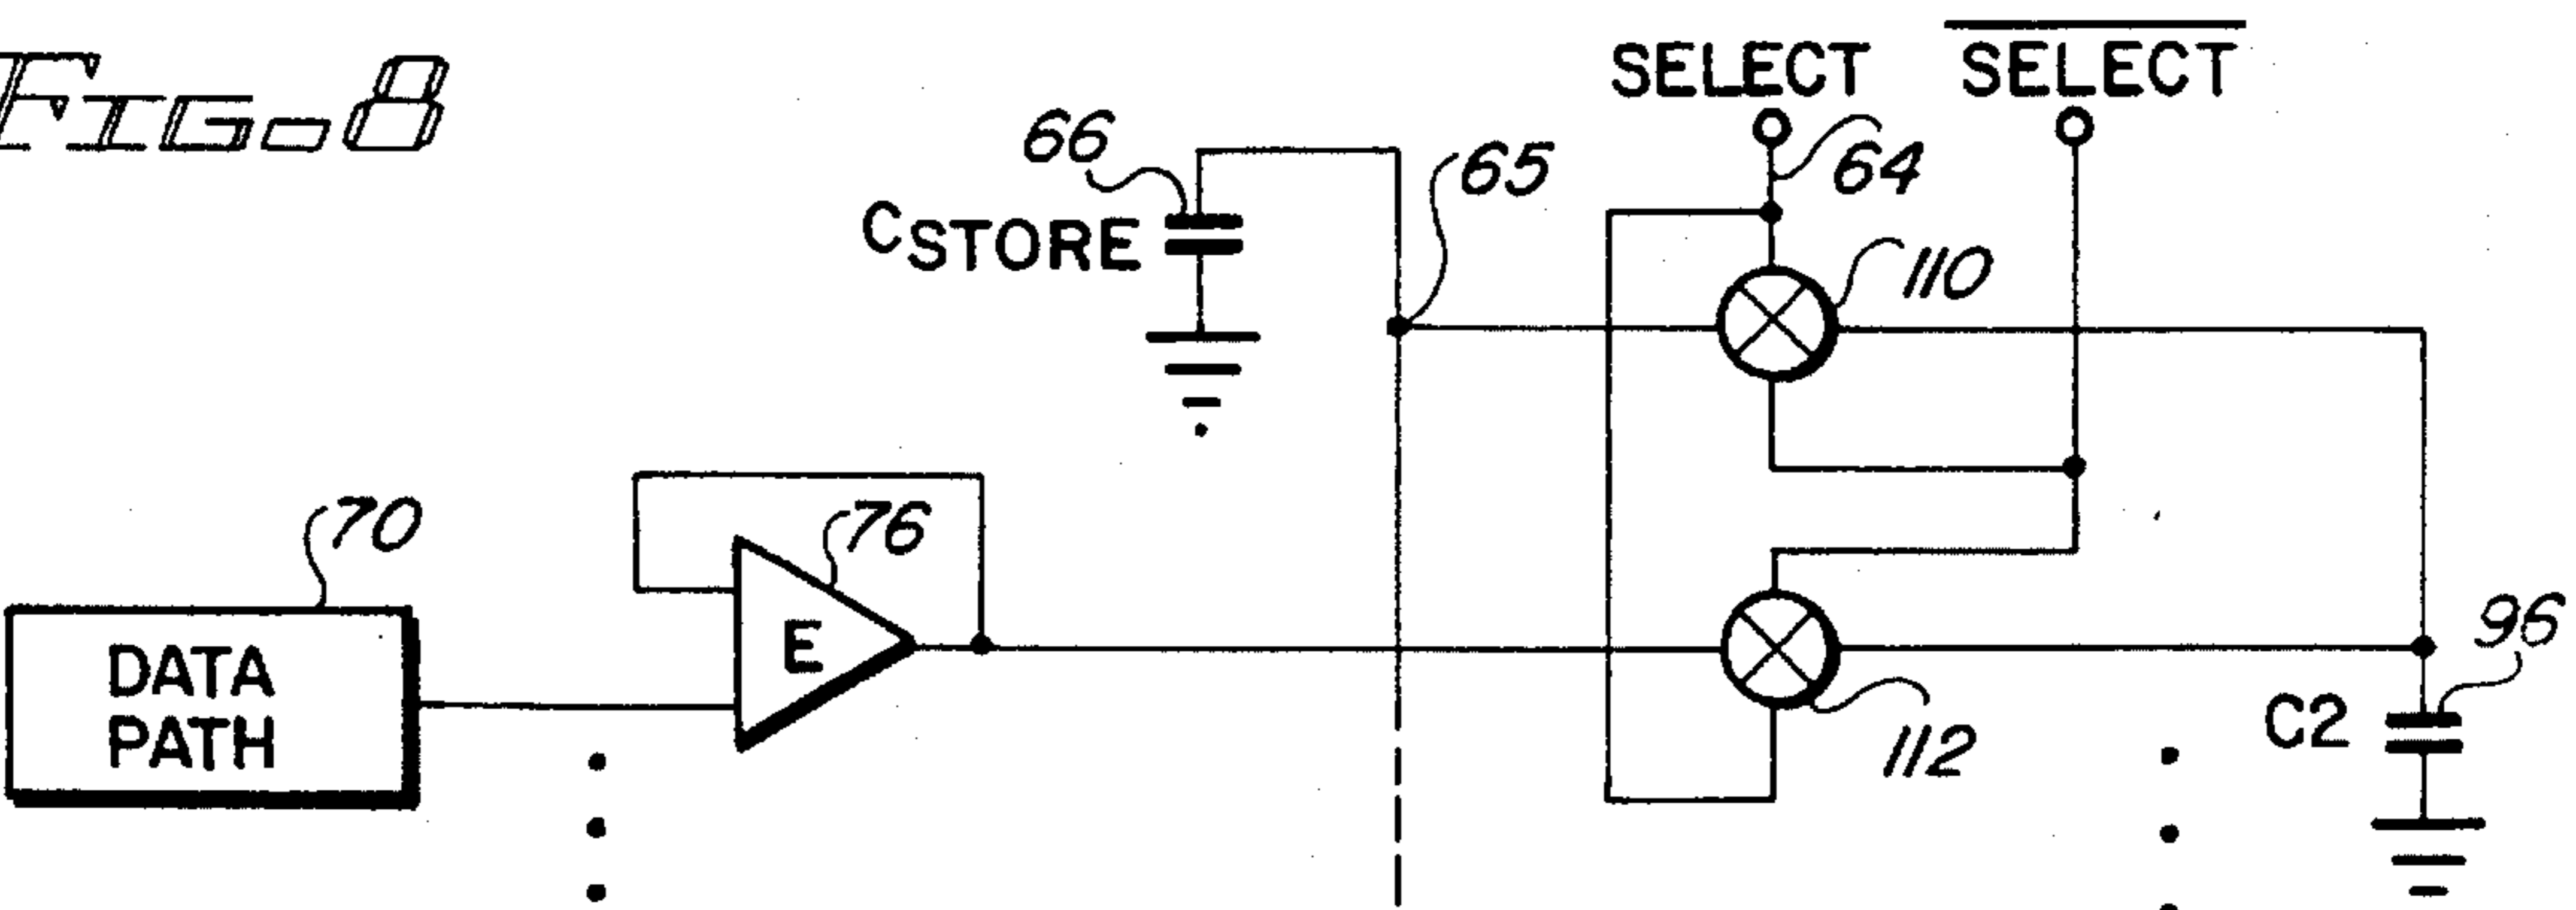 FIG. 8
SELECT
SELECT
66
65
64
CSTORE
110
70
76
E
96
DATA
PATH
C2
112